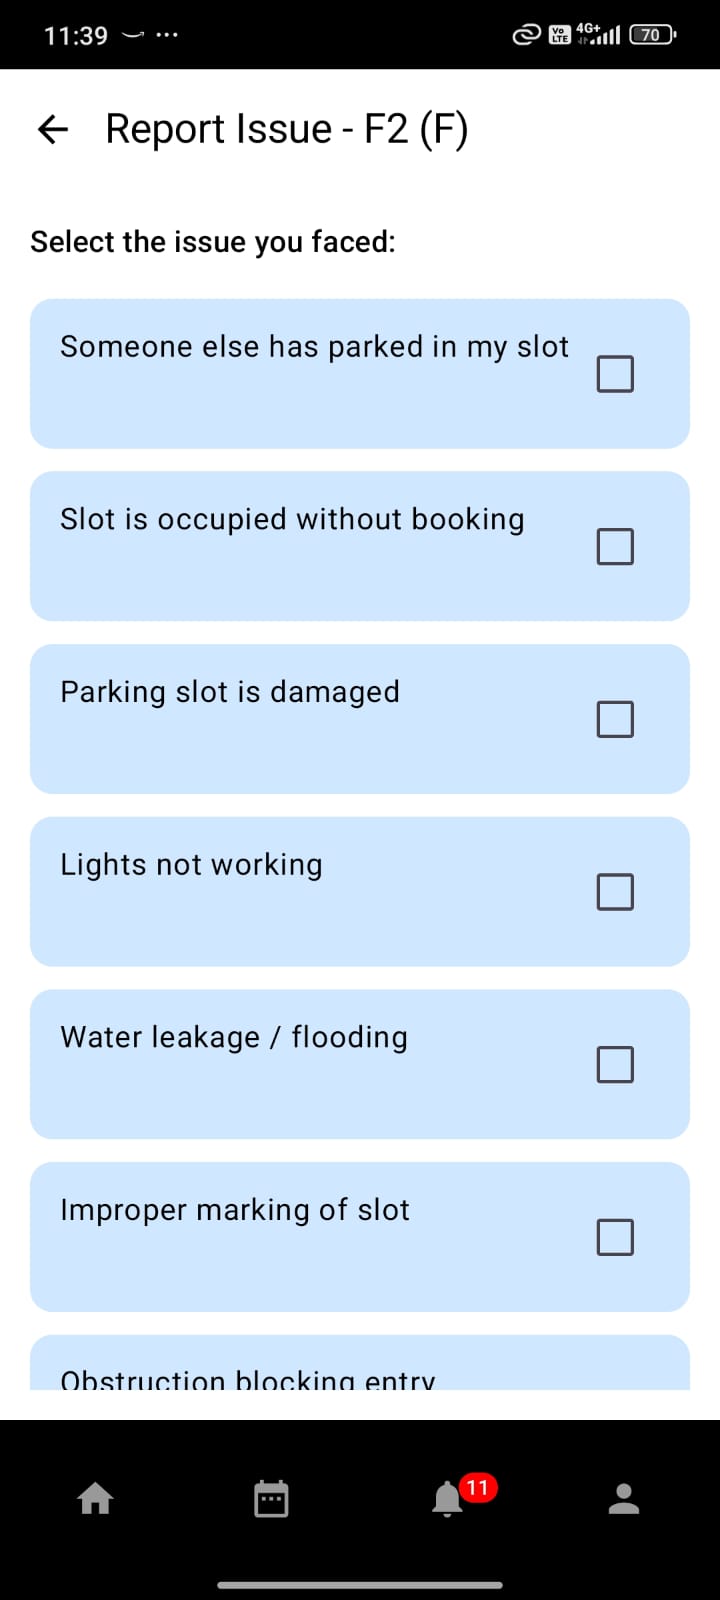 11:39
Vo LTE 4G+ 70
Report Issue - F2 (F)
Select the issue you faced:
Someone else has parked in my slot
Slot is occupied without booking
Parking slot is damaged
Lights not working
Water leakage / flooding
Improper marking of slot
Obstruction blocking entry
11